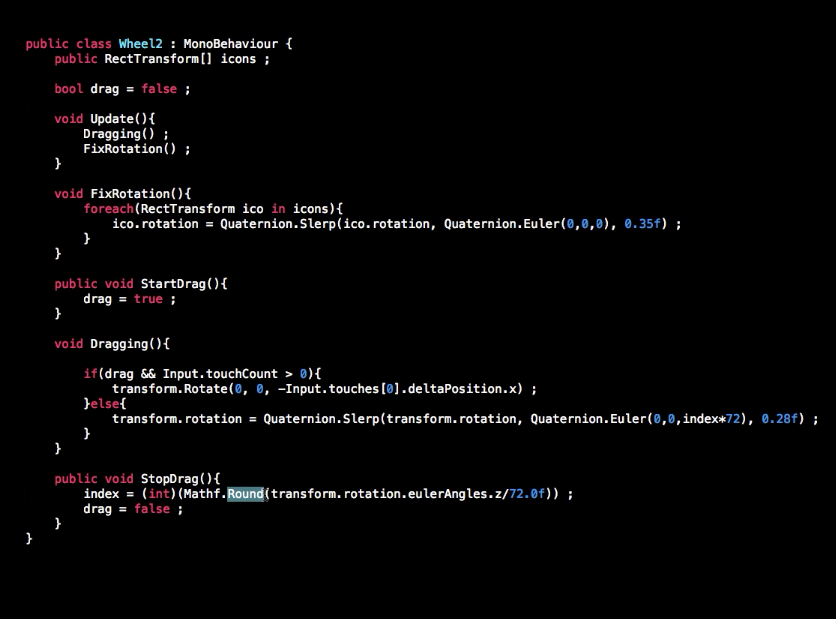 public class Wheel2 : MonoBehaviour {
    public RectTransform[] icons ;
    bool drag = false ;
    void Update(){
        Dragging() ;
        FixRotation() ;
    }
    void FixRotation(){
        foreach(RectTransform ico in icons){
            ico.rotation = Quaternion.Slerp(ico.rotation, Quaternion.Euler(0,0,0), 0.35f) ;
        }
    }
    public void StartDrag(){
        drag = true ;
    }
    void Dragging(){
        if(drag && Input.touchCount > 0){
            transform.Rotate(0, 0, -Input.touches[0].deltaPosition.x) ;
        }else{
            transform.rotation = Quaternion.Slerp(transform.rotation, Quaternion.Euler(0,0,index*72), 0.28f) ;
        }
    }
    public void StopDrag(){
        index = (int)(Mathf.Round(transform.rotation.eulerAngles.z/72.0f)) ;
        drag = false ;
    }
}